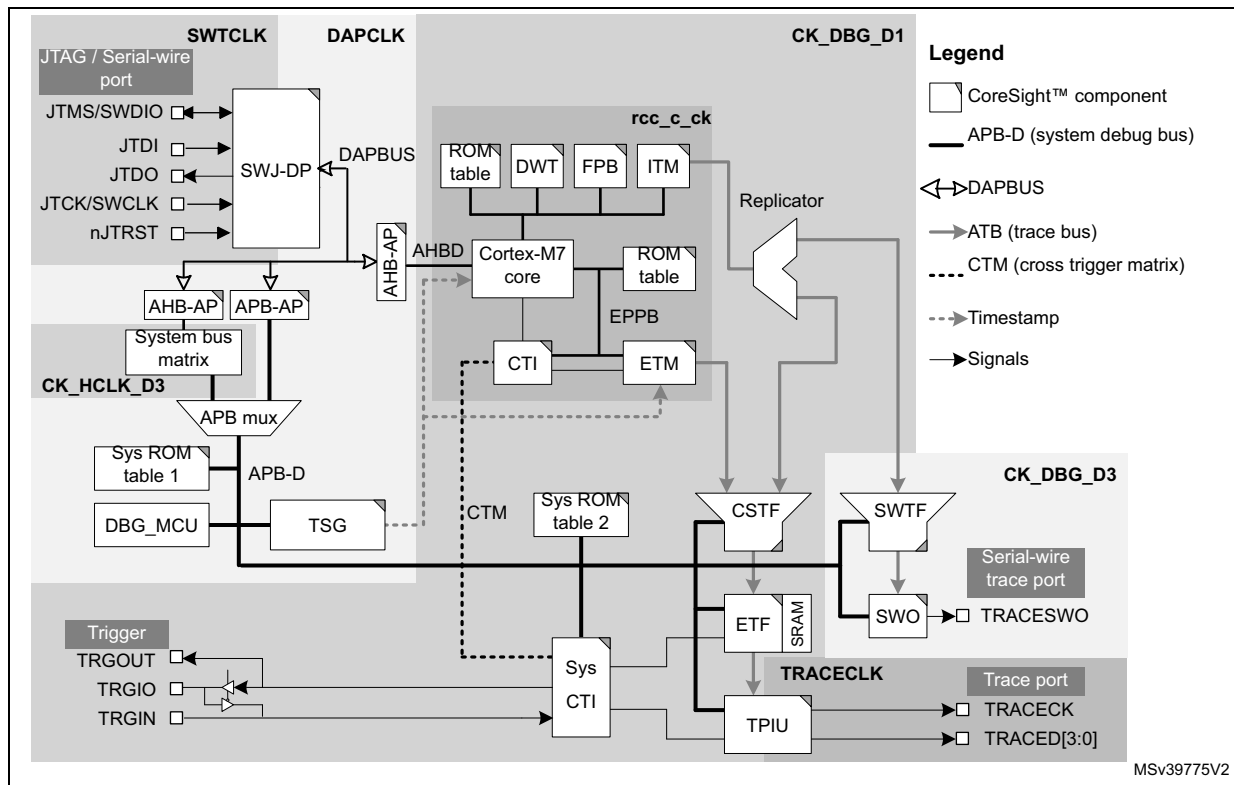 SWTCLK
DAPCLK
CK_DBG_D1
JTAG / Serial-wire
port
JTMS/SWDIO
JTDI
JTDO
JTCK/SWCLK
nJTRST
SWJ-DP
DAPBUS
rcc_c_ck
ROM
table
DWT
FPB
ITM
Replicator
AHB-AP
AHBD
Cortex-M7
core
ROM
table
EPPB
CTI
ETM
AHB-AP
APB-AP
System bus
matrix
CK_HCLK_D3
APB mux
Sys ROM
table 1
APB-D
DBG_MCU
TSG
CTM
Sys ROM
table 2
CSTF
CK_DBG_D3
SWTF
Serial-wire
trace port
ETF
SRAM
SWO
TRACESWO
Trigger
TRGOUT
TRGIO
TRGIN
Sys
CTI
TRACECLK
Trace port
TPIU
TRACECK
TRACED[3:0]
Legend
CoreSight™ component
APB-D (system debug bus)
DAPBUS
ATB (trace bus)
CTM (cross trigger matrix)
Timestamp
Signals
MSv39775V2